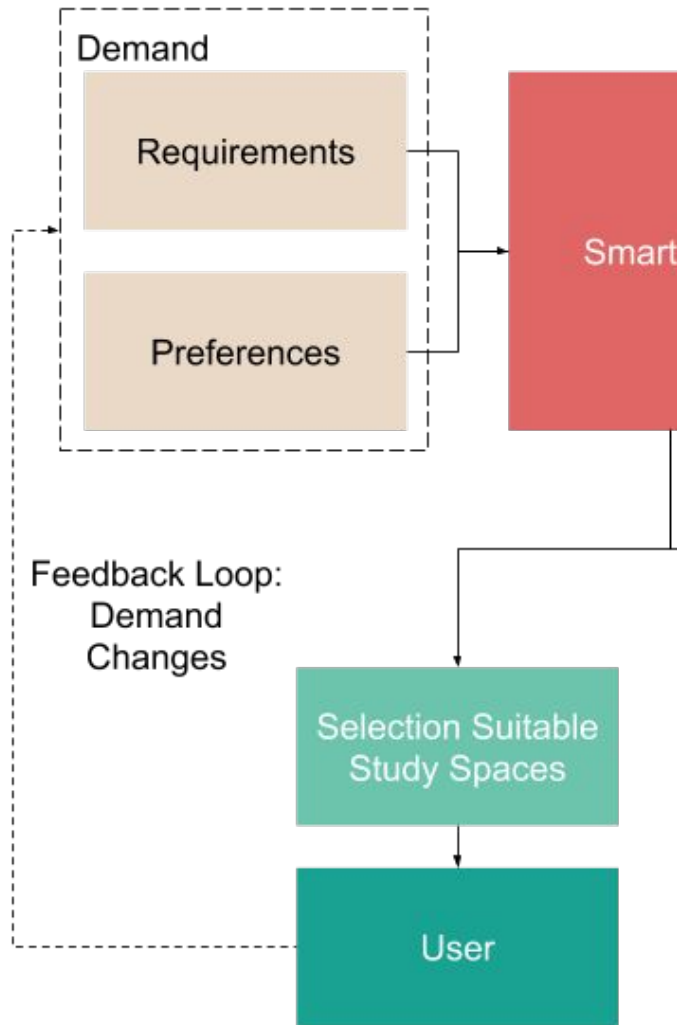 Demand
Requirements
Preferences
Smart
Feedback Loop:
Demand
Changes
Selection Suitable
Study Spaces
User